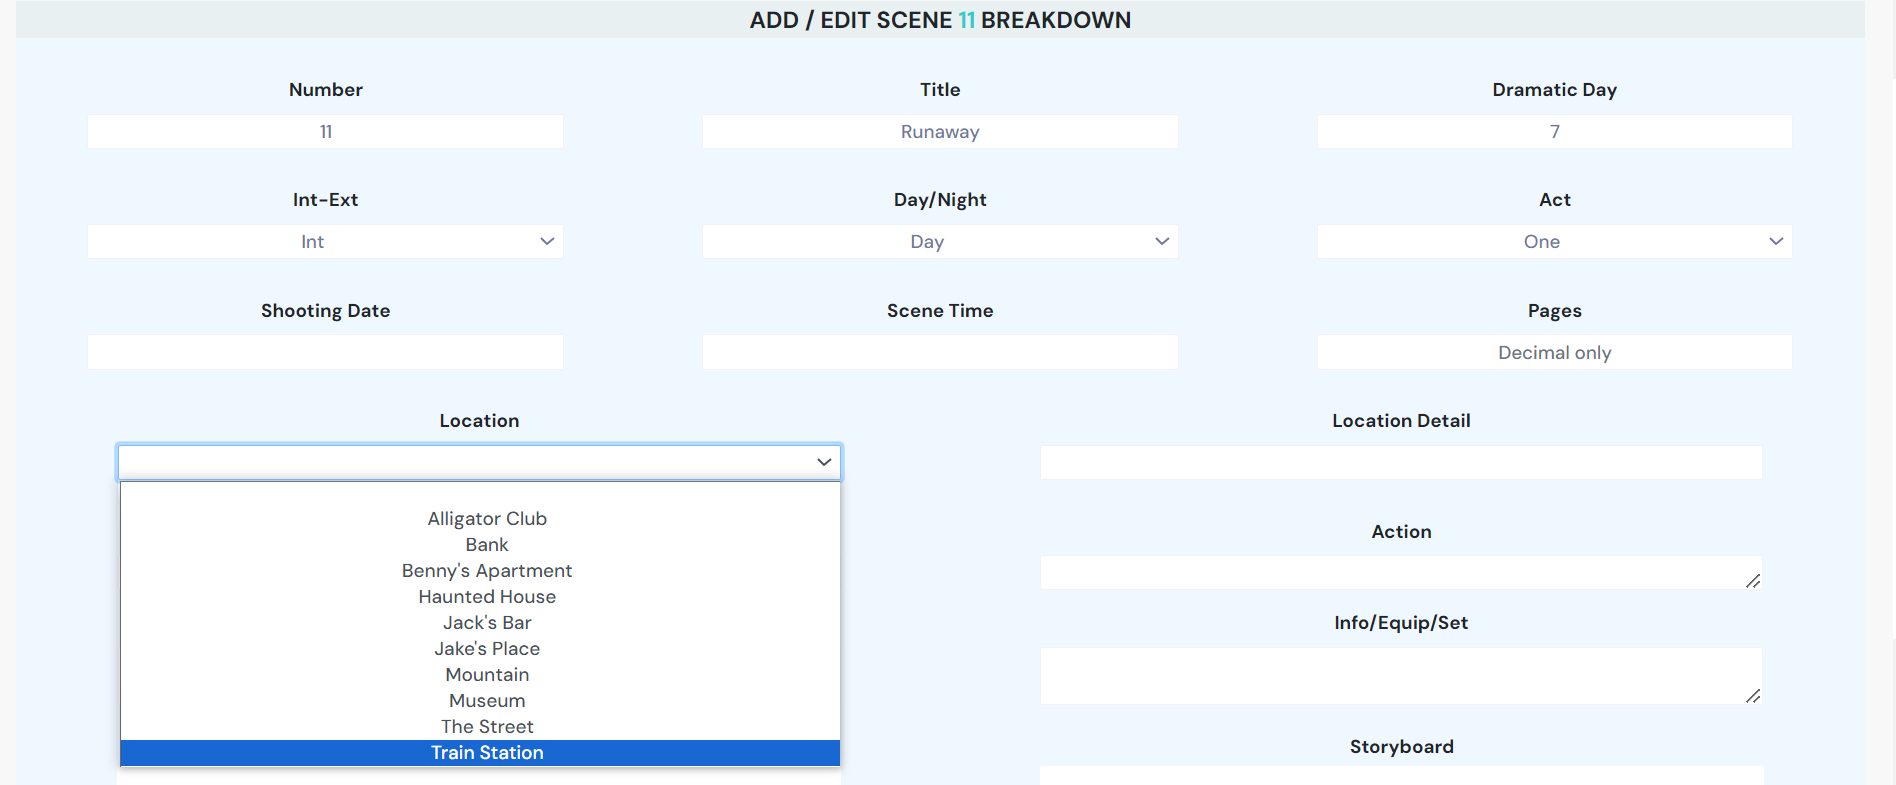 ADD / EDIT SCENE 11 BREAKDOWN
Number
Title
Dramatic Day
11
Runaway
7
Int-Ext
Day/Night
Act
Int
Day
One
Shooting Date
Scene Time
Pages
Decimal only
Location
Location Detail
Alligator Club
Bank
Benny's Apartment
Haunted House
Jack's Bar
Jake's Place
Mountain
Museum
The Street
Train Station
Action
Info/Equip/Set
Storyboard